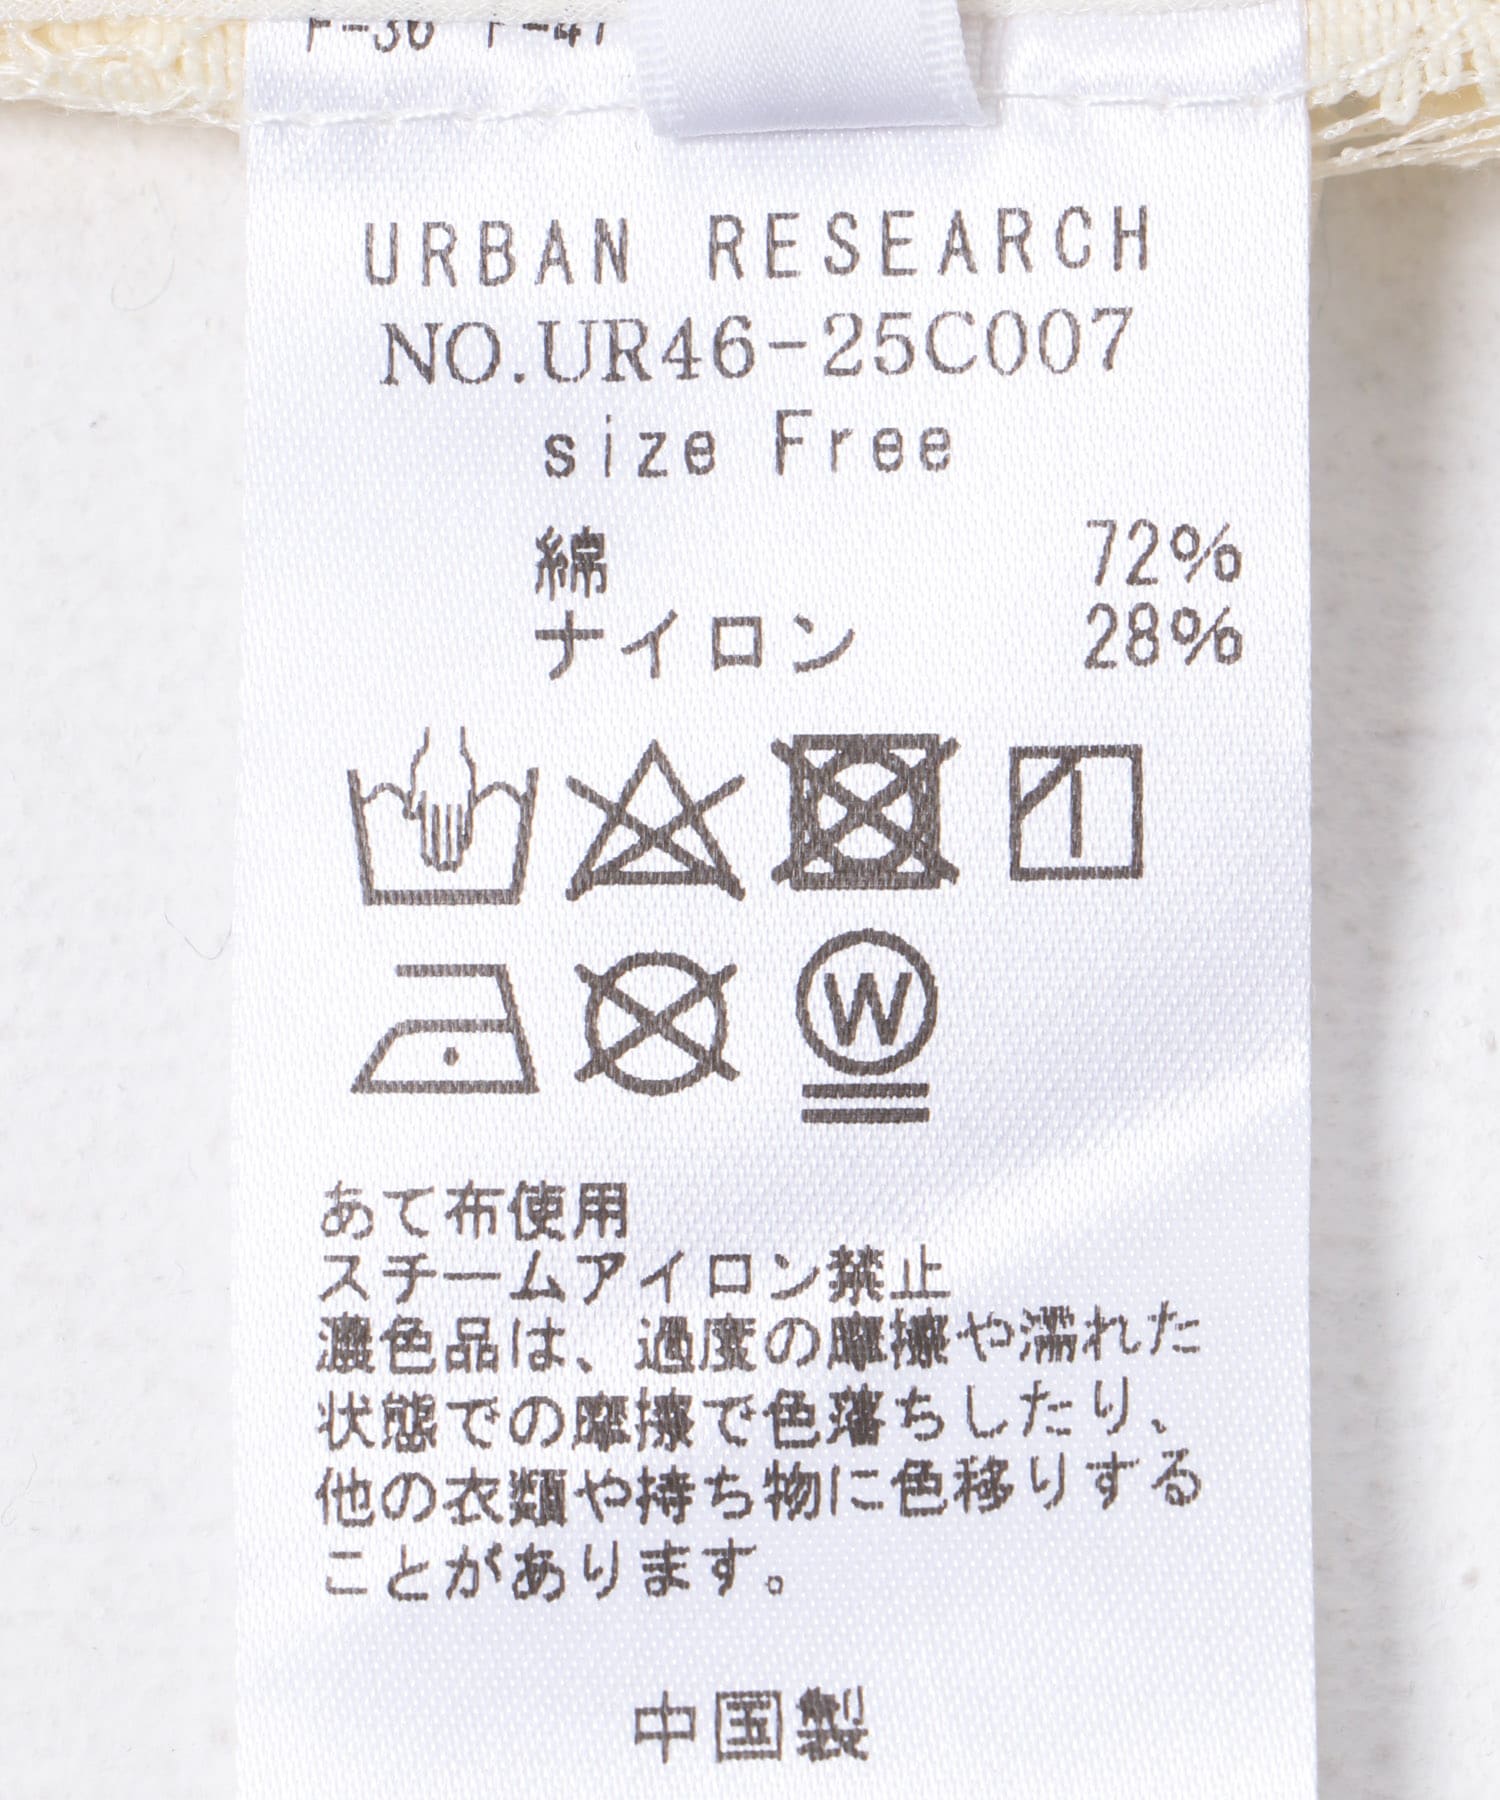 URBAN RESEARCH
NO.UR46-25C007
size Free
綿 72%
ナイロン 28%
W
あて布使用
スチームアイロン禁止
濃色品は、過度の摩擦や濡れた
状態での摩擦で色落ちしたり、
他の衣類や持ち物に色移りする
ことがあります。
中国製